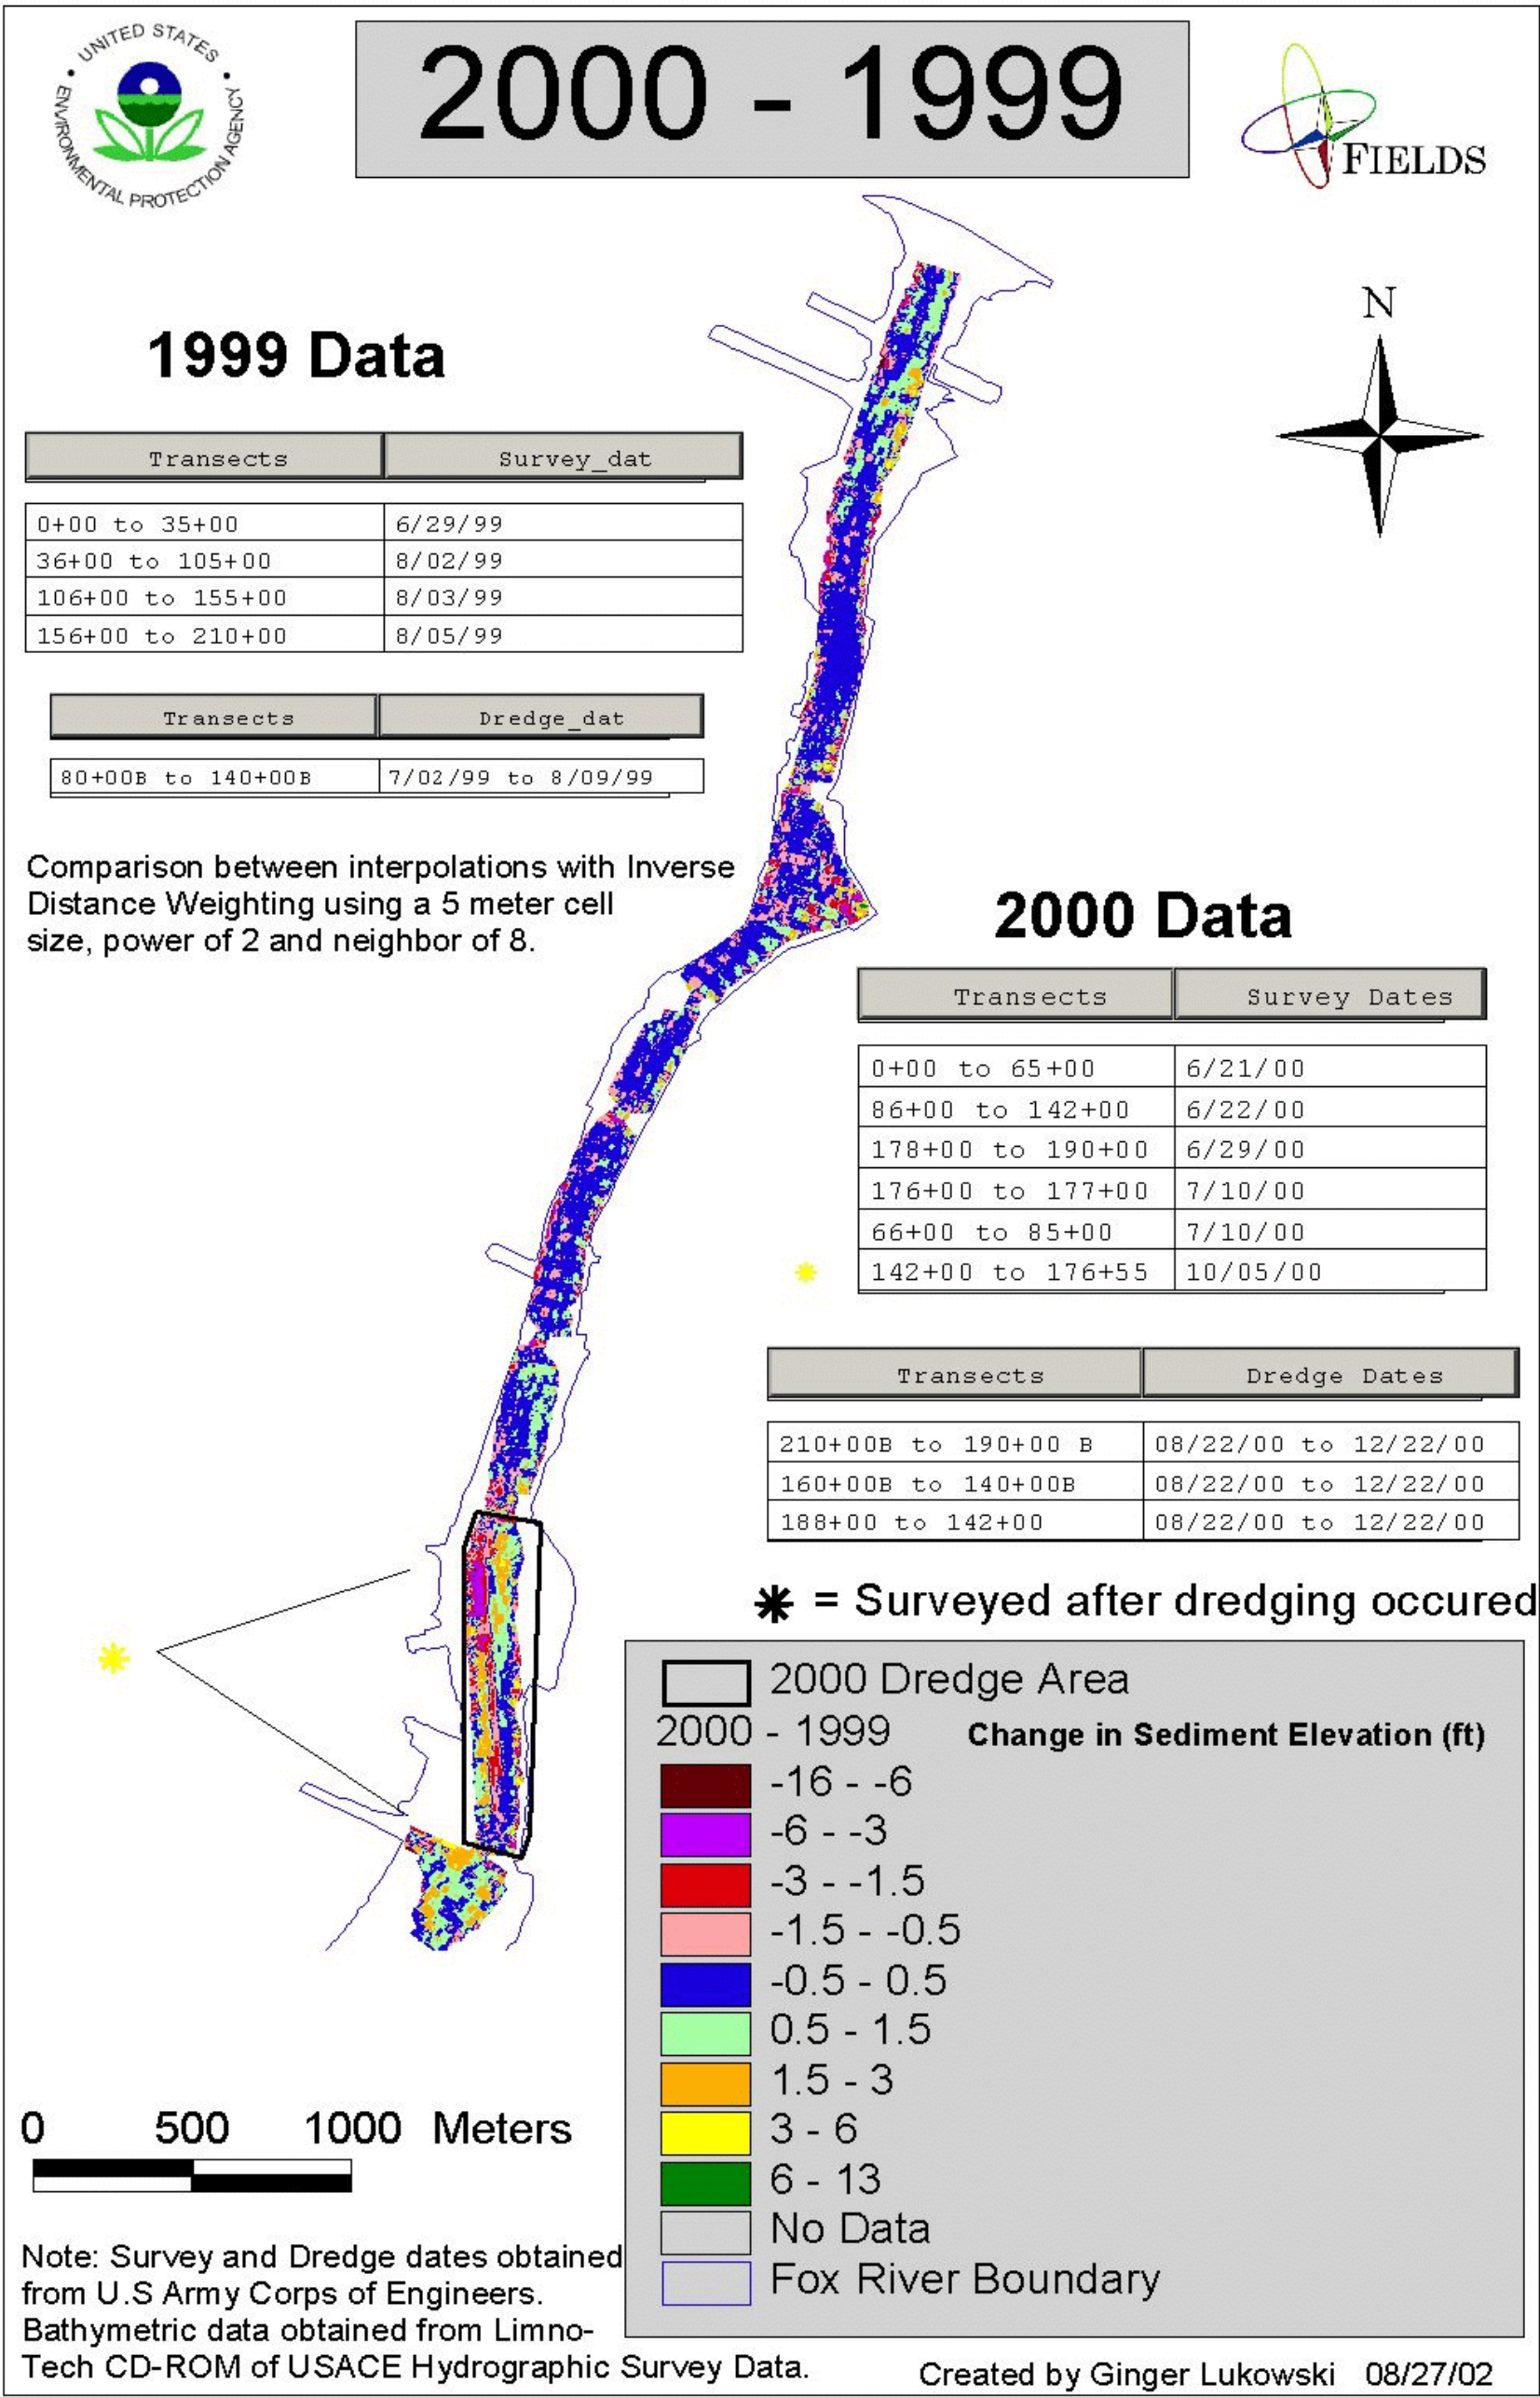 UNITED STATES
• ENVIRONMENTAL PROTECTION AGENCY •
2000 - 1999
FIELDS
N
1999 Data
Transects Survey_dat
0+00 to 35+00 6/29/99
36+00 to 105+00 8/02/99
106+00 to 155+00 8/03/99
156+00 to 210+00 8/05/99
Transects Dredge_dat
80+00B to 140+00B 7/02/99 to 8/09/99
Comparison between interpolations with Inverse
Distance Weighting using a 5 meter cell
size, power of 2 and neighbor of 8.
2000 Data
Transects Survey Dates
0+00 to 65+00 6/21/00
86+00 to 142+00 6/22/00
178+00 to 190+00 6/29/00
176+00 to 177+00 7/10/00
66+00 to 85+00 7/10/00
* 142+00 to 176+55 10/05/00
Transects Dredge Dates
210+00B to 190+00 B 08/22/00 to 12/22/00
160+00B to 140+00B 08/22/00 to 12/22/00
188+00 to 142+00 08/22/00 to 12/22/00
* = Surveyed after dredging occured
*
2000 Dredge Area
2000 - 1999 Change in Sediment Elevation (ft)
-16 - -6
-6 - -3
-3 - -1.5
-1.5 - -0.5
-0.5 - 0.5
0.5 - 1.5
1.5 - 3
3 - 6
6 - 13
No Data
Fox River Boundary
0 500 1000 Meters
Note: Survey and Dredge dates obtained
from U.S Army Corps of Engineers.
Bathymetric data obtained from Limno-
Tech CD-ROM of USACE Hydrographic Survey Data.
Created by Ginger Lukowski 08/27/02